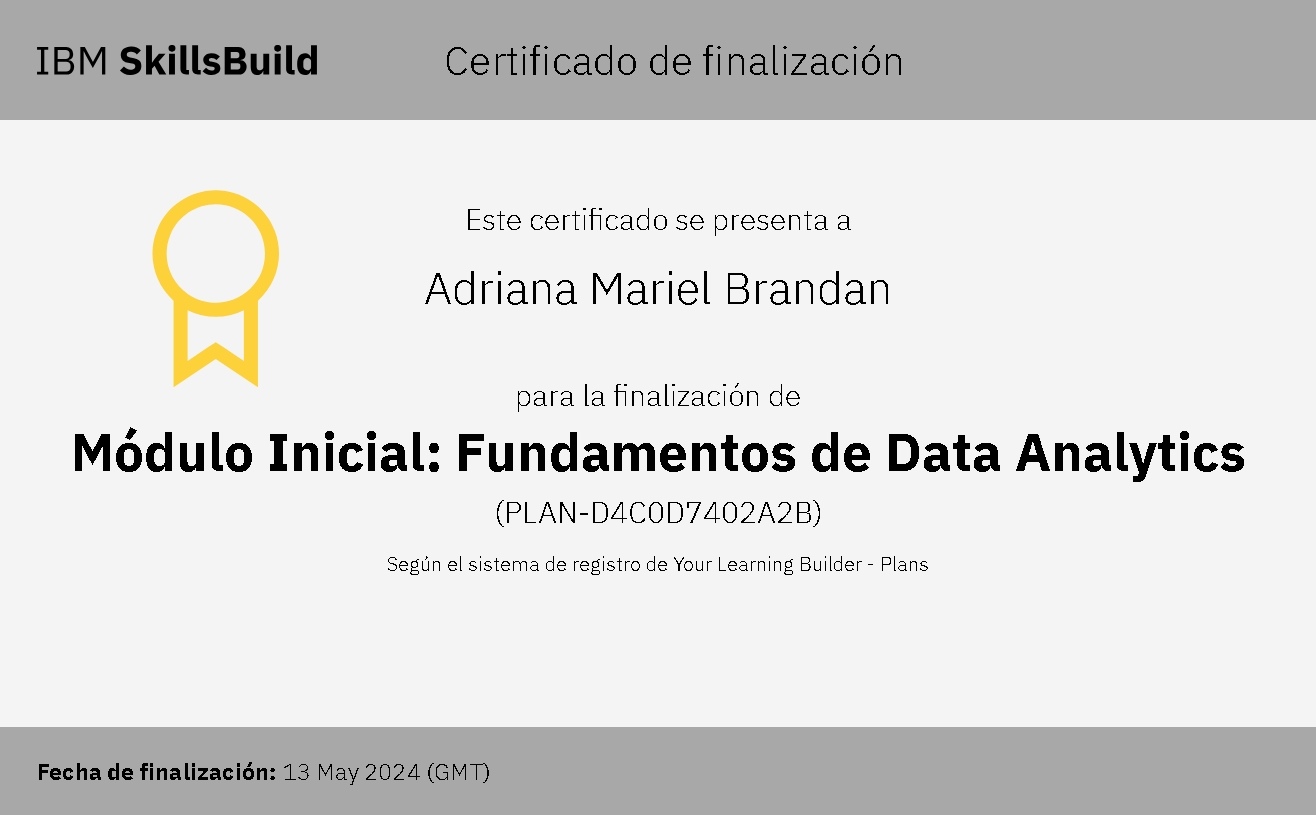 IBM SkillsBuild
Certificado de finalización
Este certificado se presenta a
Adriana Mariel Brandan
para la finalización de
Módulo Inicial: Fundamentos de Data Analytics
(PLAN-D4C0D7402A2B)
Según el sistema de registro de Your Learning Builder - Plans
Fecha de finalización: 13 May 2024 (GMT)